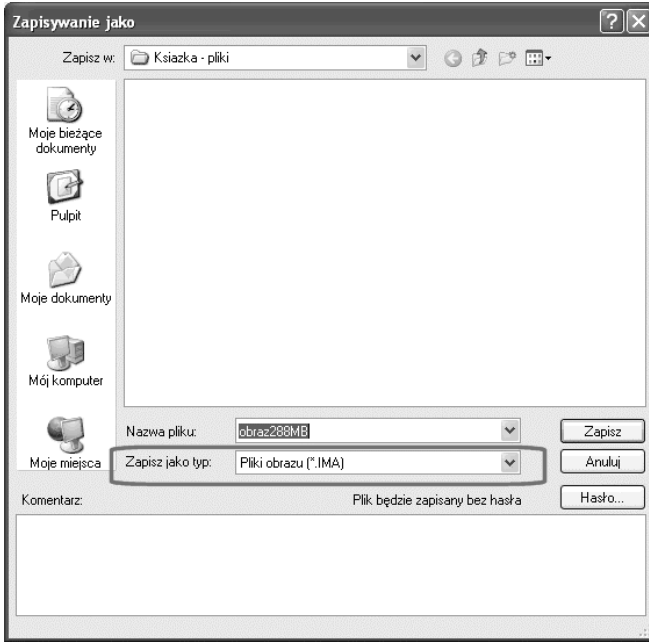 Zapisywanie jako
Zapisz w:
Ksiazka - pliki
Moje bieżące
dokumenty
Pulpit
Moje dokumenty
Mój komputer
Moje miejsca
Nazwa pliku:
obraz288MB
Zapisz
Zapisz jako typ:
Pliki obrazu (*.IMA)
Anuluj
Komentarz:
Plik będzie zapisany bez hasła
Hasło...